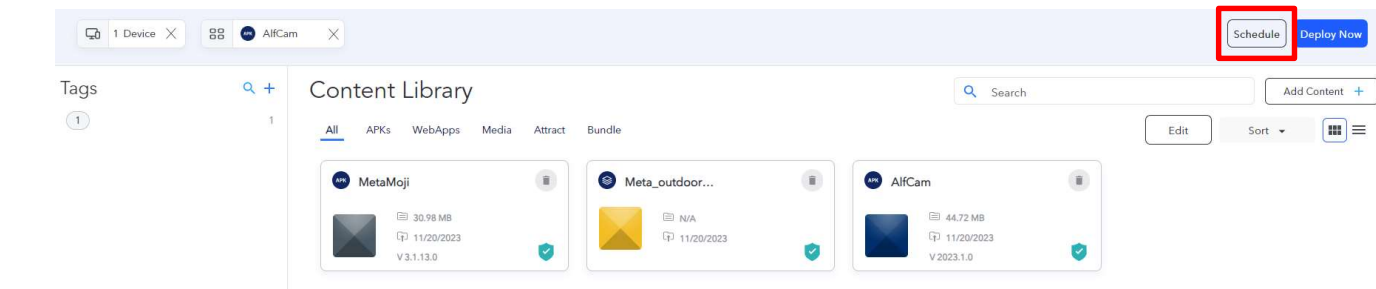 1 Device
APK AlfCam
Schedule
Deploy Now
Tags
1
1
Content Library
Search
Add Content +
All APKs WebApps Media Attract Bundle
Edit
Sort
APK MetaMoji
30.98 MB
11/20/2023
V 3.1.13.0
Meta_outdoor...
N/A
11/20/2023
APK AlfCam
44.72 MB
11/20/2023
V 2023.1.0